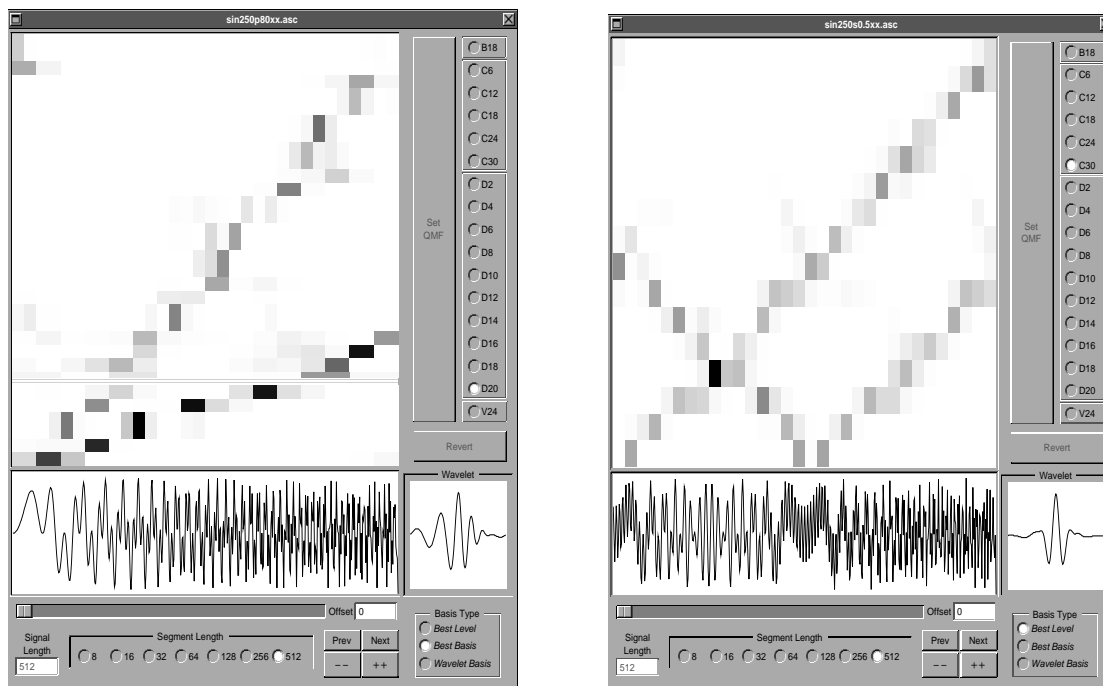 sin250p80xx.asc
B18
C6
C12
C18
C24
C30
D2
D4
D6
D8
D10
D12
D14
D16
D18
D20
V24
Set
QMF
Revert
Wavelet
Offset 0
Signal
Length
512
Segment Length
8 16 32 64 128 256 512
Prev Next
-- ++
Basis Type
Best Level
Best Basis
Wavelet Basis
sin250s0.5xx.asc
B18
C6
C12
C18
C24
C30
D2
D4
D6
D8
D10
D12
D14
D16
D18
D20
V24
Set
QMF
Revert
Wavelet
Offset 0
Signal
Length
512
Segment Length
8 16 32 64 128 256 512
Prev Next
-- ++
Basis Type
Best Level
Best Basis
Wavelet Basis